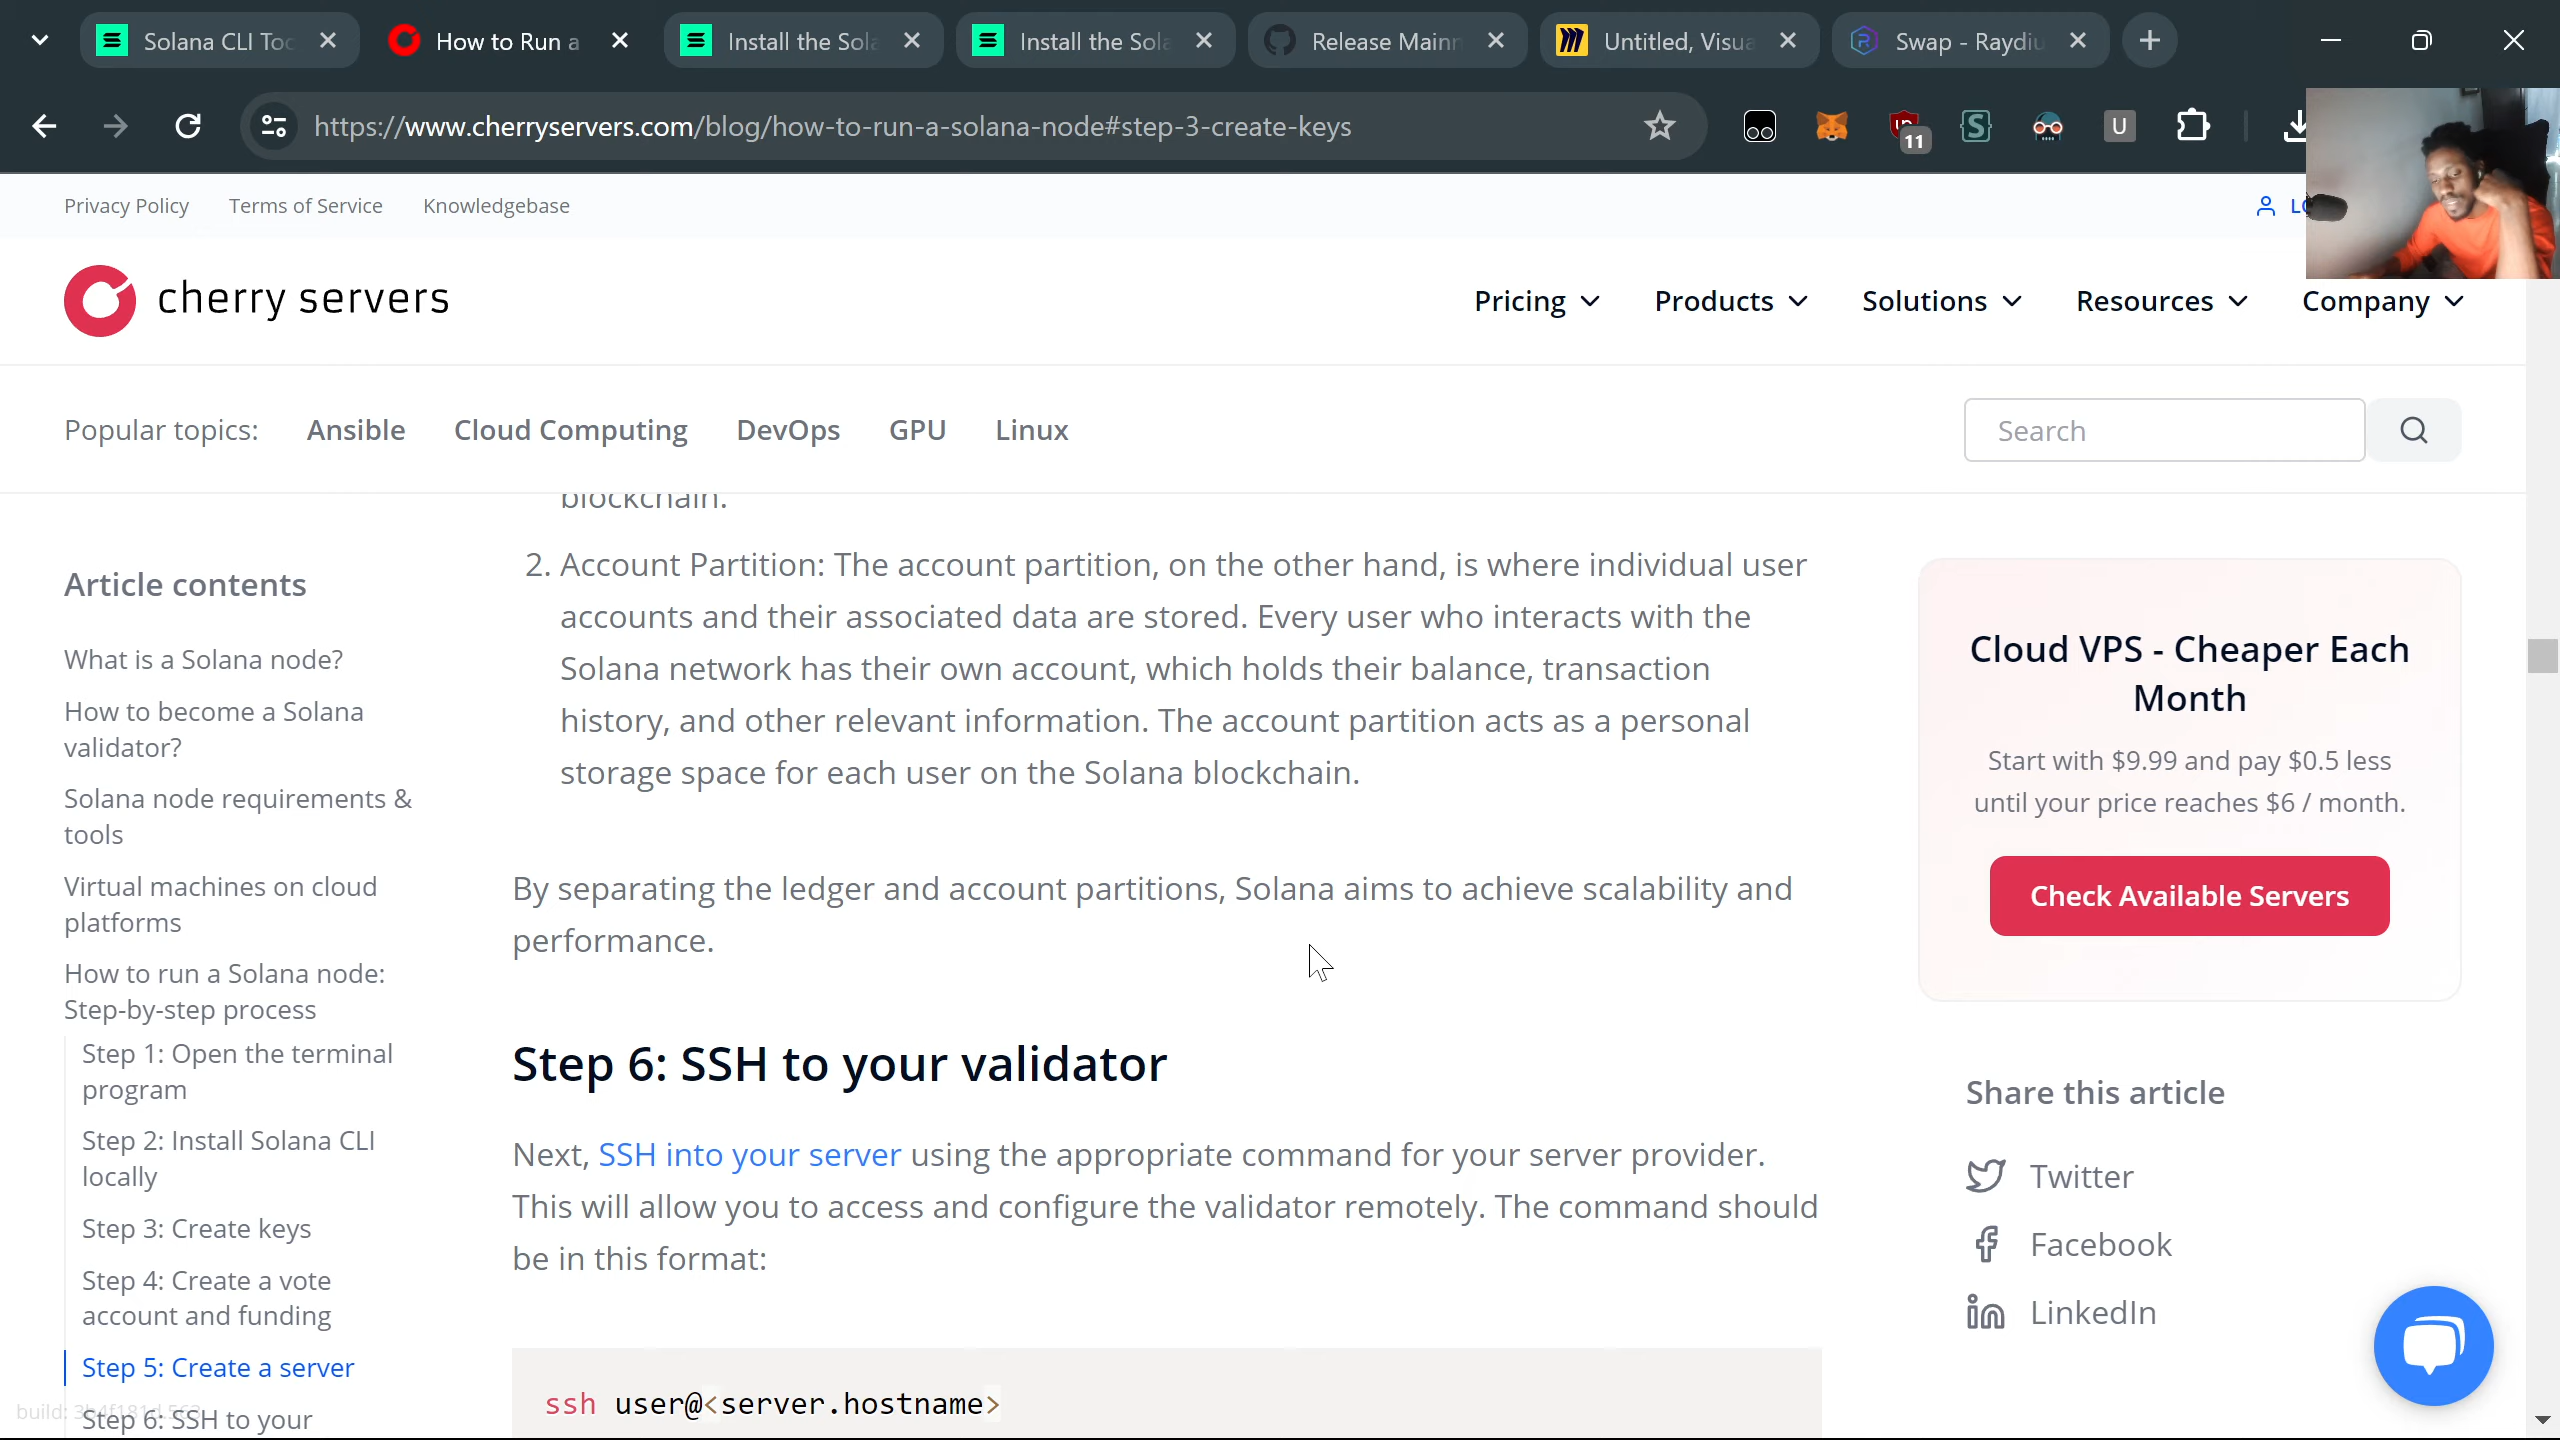 Solana CLI Too
How to Run a
Install the Sola
Install the Sola
Release Mainn
Untitled, Visua
Swap - Raydiu
https://www.cherryservers.com/blog/how-to-run-a-solana-node#step-3-create-keys
11
U
Privacy Policy
Terms of Service
Knowledgebase
cherry servers
Pricing
Products
Solutions
Resources
Company
Popular topics:
Ansible
Cloud Computing
DevOps
GPU
Linux
Search
Article contents
What is a Solana node?
How to become a Solana
validator?
Solana node requirements &
tools
Virtual machines on cloud
platforms
How to run a Solana node:
Step-by-step process
Step 1: Open the terminal
program
Step 2: Install Solana CLI
locally
Step 3: Create keys
Step 4: Create a vote
account and funding
Step 5: Create a server
Step 6: SSH to your
blockchain.
2. Account Partition: The account partition, on the other hand, is where individual user
accounts and their associated data are stored. Every user who interacts with the
Solana network has their own account, which holds their balance, transaction
history, and other relevant information. The account partition acts as a personal
storage space for each user on the Solana blockchain.
By separating the ledger and account partitions, Solana aims to achieve scalability and
performance.
Step 6: SSH to your validator
Next, SSH into your server using the appropriate command for your server provider.
This will allow you to access and configure the validator remotely. The command should
be in this format:
ssh user@<server.hostname>
Cloud VPS - Cheaper Each
Month
Start with $9.99 and pay $0.5 less
until your price reaches $6 / month.
Check Available Servers
Share this article
Twitter
Facebook
LinkedIn
build: